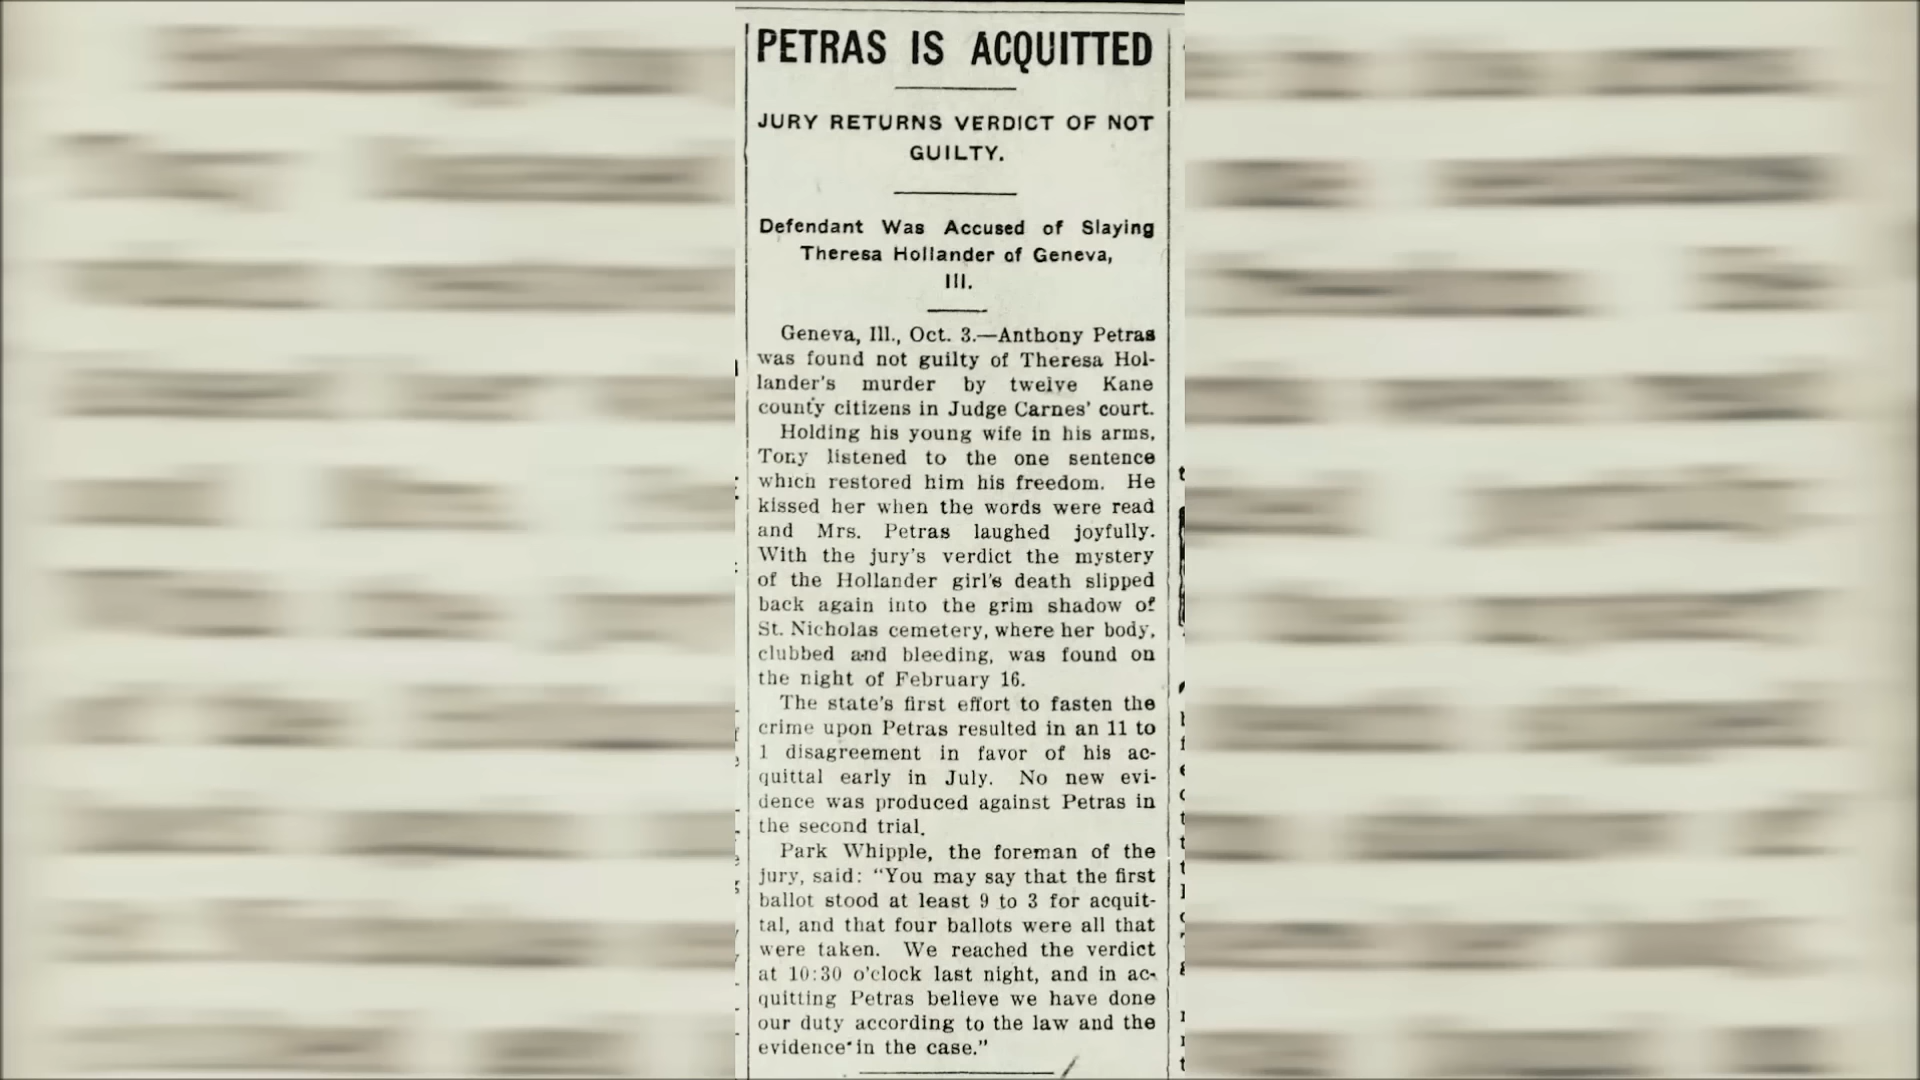 PETRAS IS ACQUITTED
JURY RETURNS VERDICT OF NOT
GUILTY.
Defendant Was Accused of Slaying
Theresa Hollander of Geneva,
Ill.
Geneva, Ill., Oct. 3.—Anthony Petras
was found not guilty of Theresa Hol-
lander's murder by twelve Kane
county citizens in Judge Carnes' court.
Holding his young wife in his arms,
Tony listened to the one sentence
which restored him his freedom. He
kissed her when the words were read
and Mrs. Petras laughed joyfully.
With the jury's verdict the mystery
of the Hollander girl's death slipped
back again into the grim shadow of
St. Nicholas cemetery, where her body,
clubbed and bleeding, was found on
the night of February 16.
The state's first effort to fasten the
crime upon Petras resulted in an 11 to
1 disagreement in favor of his ac-
quittal early in July. No new evi-
dence was produced against Petras in
the second trial.
Park Whipple, the foreman of the
jury, said: "You may say that the first
ballot stood at least 9 to 3 for acquit-
tal, and that four ballots were all that
were taken. We reached the verdict
at 10:30 o'clock last night, and in ac-
quitting Petras believe we have done
our duty according to the law and the
evidence in the case."